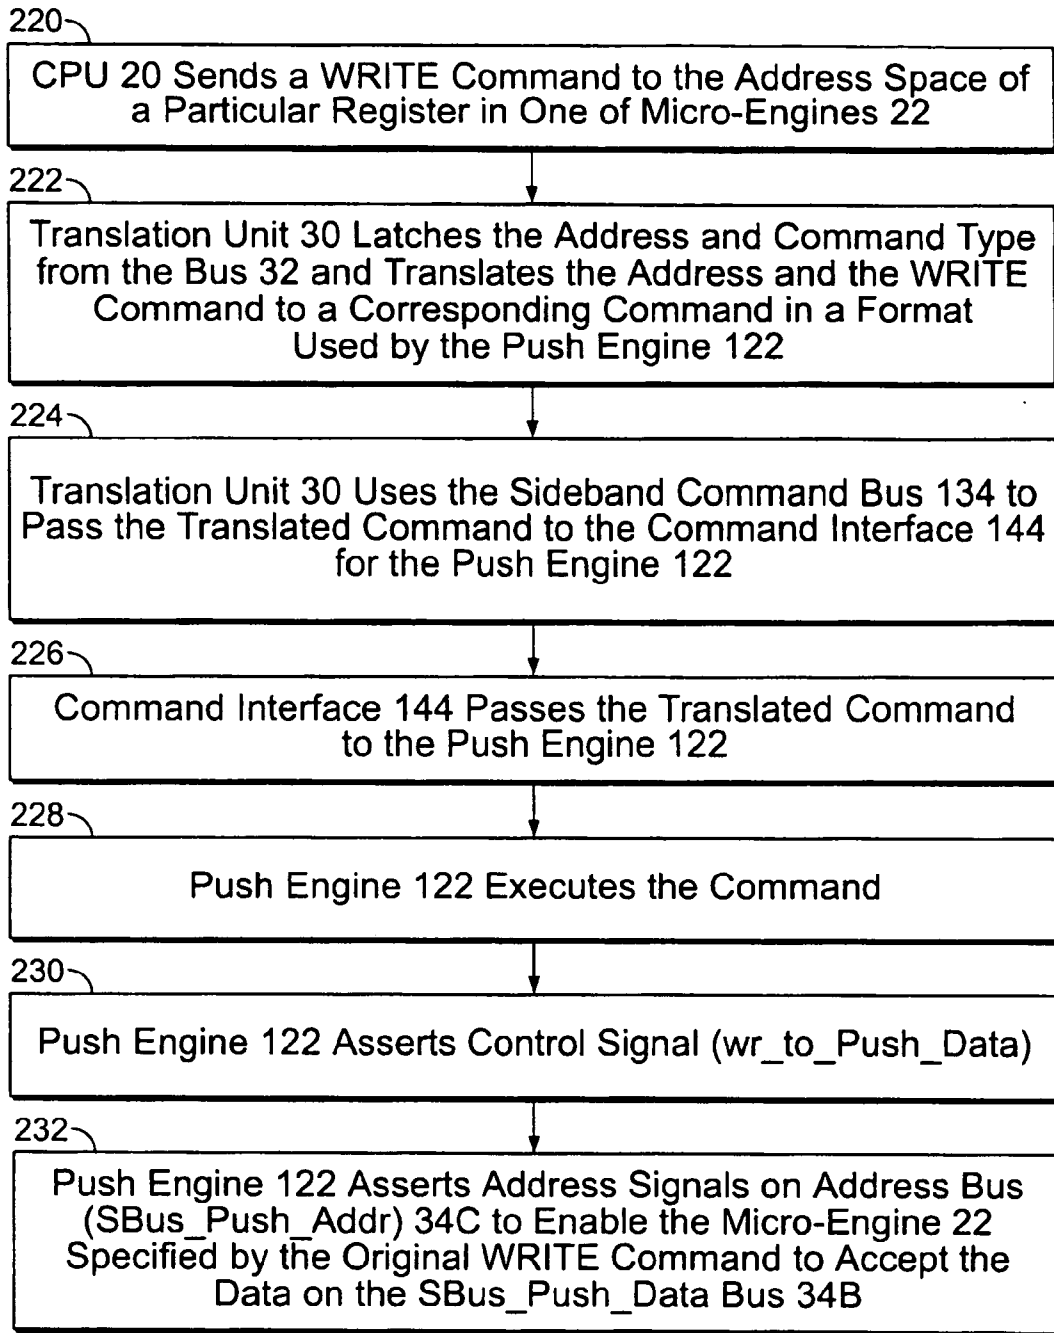 220
CPU 20 Sends a WRITE Command to the Address Space of
a Particular Register in One of Micro-Engines 22
222
Translation Unit 30 Latches the Address and Command Type
from the Bus 32 and Translates the Address and the WRITE
Command to a Corresponding Command in a Format
Used by the Push Engine 122
224
Translation Unit 30 Uses the Sideband Command Bus 134 to
Pass the Translated Command to the Command Interface 144
for the Push Engine 122
226
Command Interface 144 Passes the Translated Command
to the Push Engine 122
228
Push Engine 122 Executes the Command
230
Push Engine 122 Asserts Control Signal (wr_to_Push_Data)
232
Push Engine 122 Asserts Address Signals on Address Bus
(SBus_Push_Addr) 34C to Enable the Micro-Engine 22
Specified by the Original WRITE Command to Accept the
Data on the SBus_Push_Data Bus 34B